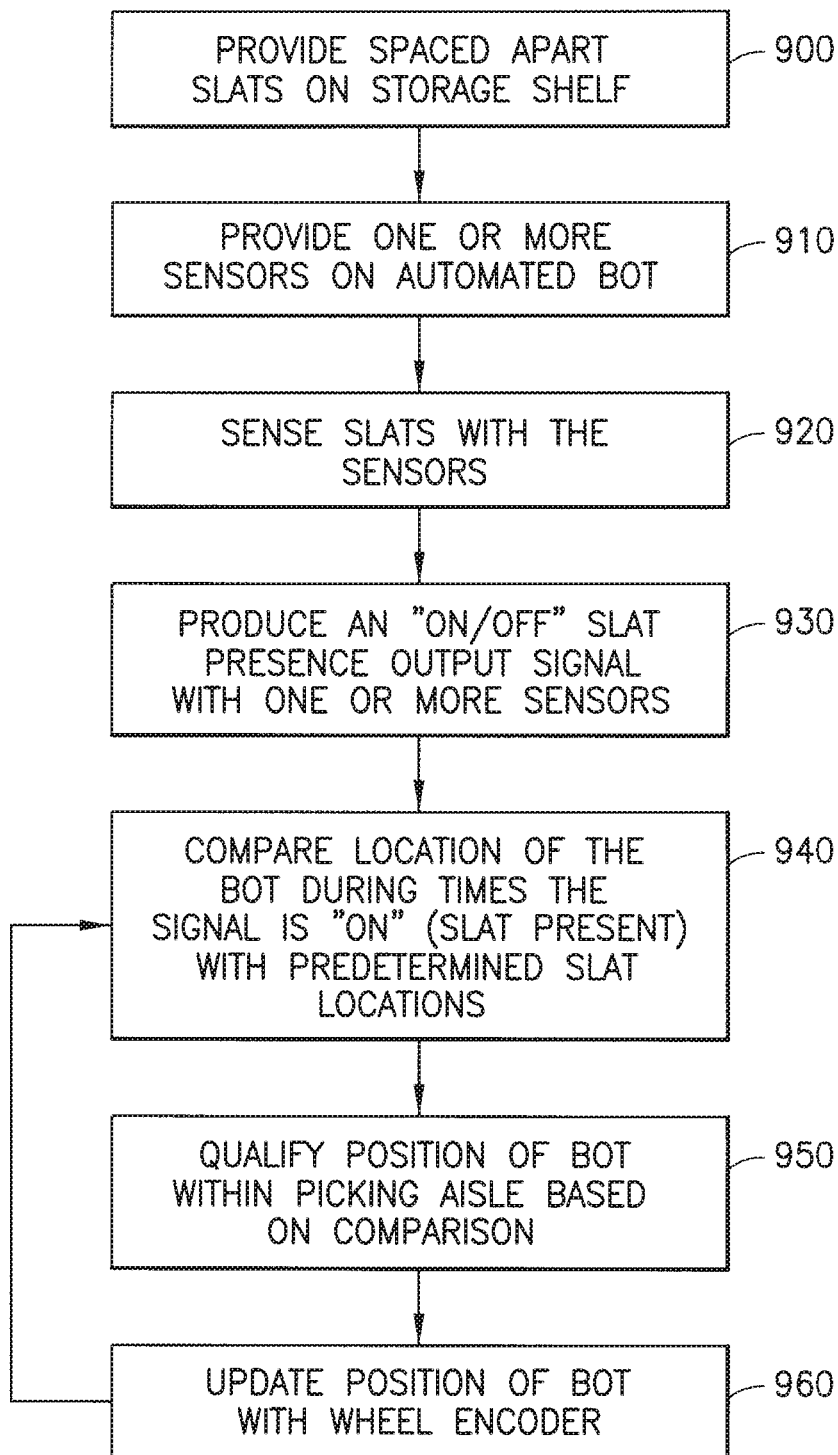 PROVIDE SPACED APART
SLATS ON STORAGE SHELF
900
PROVIDE ONE OR MORE
SENSORS ON AUTOMATED BOT
910
SENSE SLATS WITH THE
SENSORS
920
PRODUCE AN "ON/OFF" SLAT
PRESENCE OUTPUT SIGNAL
WITH ONE OR MORE SENSORS
930
COMPARE LOCATION OF THE
BOT DURING TIMES THE
SIGNAL IS "ON" (SLAT PRESENT)
WITH PREDETERMINED SLAT
LOCATIONS
940
QUALIFY POSITION OF BOT
WITHIN PICKING AISLE BASED
ON COMPARISON
950
UPDATE POSITION OF BOT
WITH WHEEL ENCODER
960